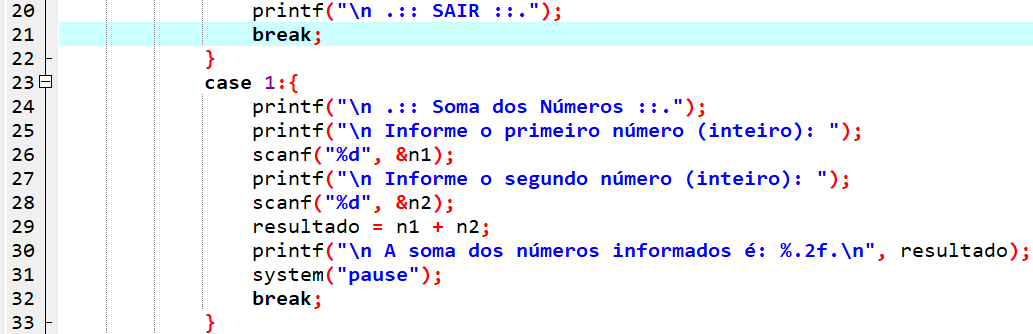 20 printf("\n .:: SAIR ::.");
21 break;
22 }
23 case 1:{
24 printf("\n .:: Soma dos Números ::.");
25 printf("\n Informe o primeiro número (inteiro): ");
26 scanf("%d", &n1);
27 printf("\n Informe o segundo número (inteiro): ");
28 scanf("%d", &n2);
29 resultado = n1 + n2;
30 printf("\n A soma dos números informados é: %.2f.\n", resultado);
31 system("pause");
32 break;
33 }